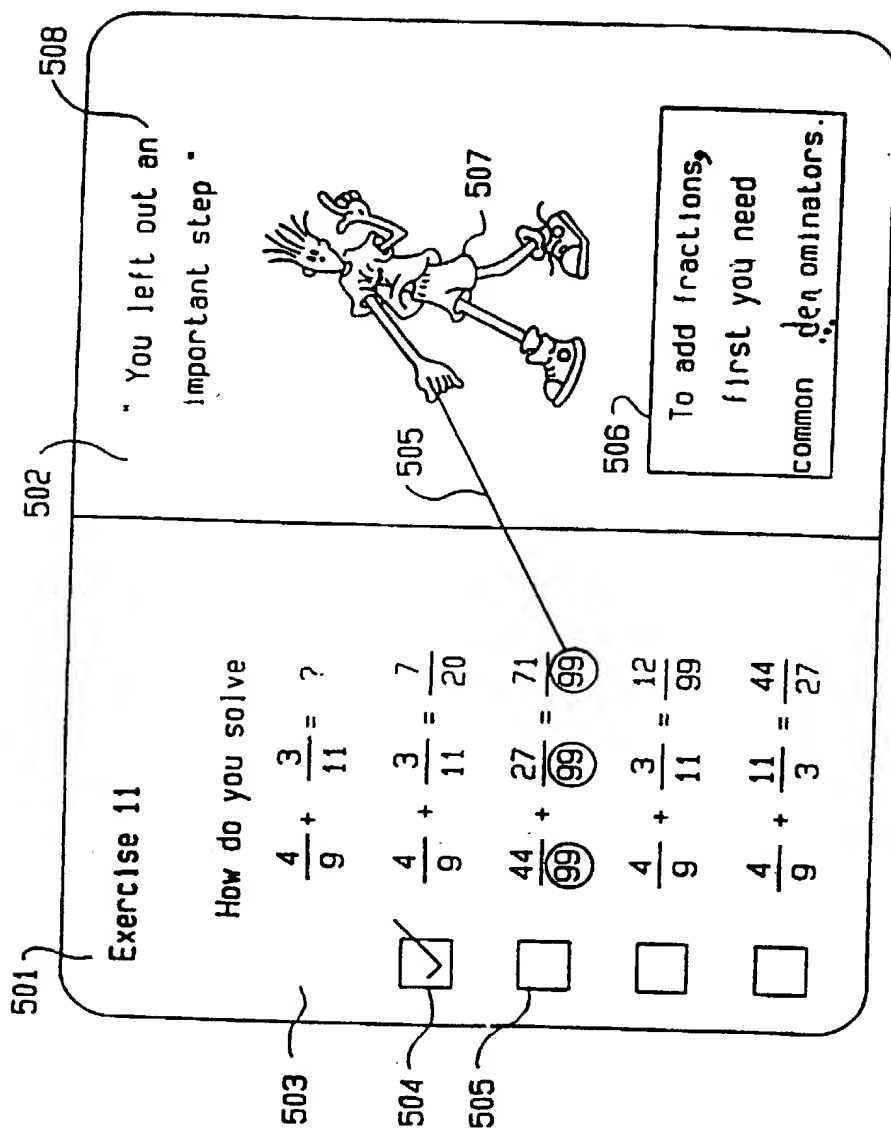 501
502
508
Exercise 11
How do you solve
503
4/9 + 3/11 = ?
504
4/9 + 3/11 = 7/20
505
44/99 + 27/99 = 71/99
4/9 + 3/11 = 12/99
4/9 + 11/3 = 44/27
" You left out an
important step "
505
507
506
To add fractions,
first you need
common den ominators.